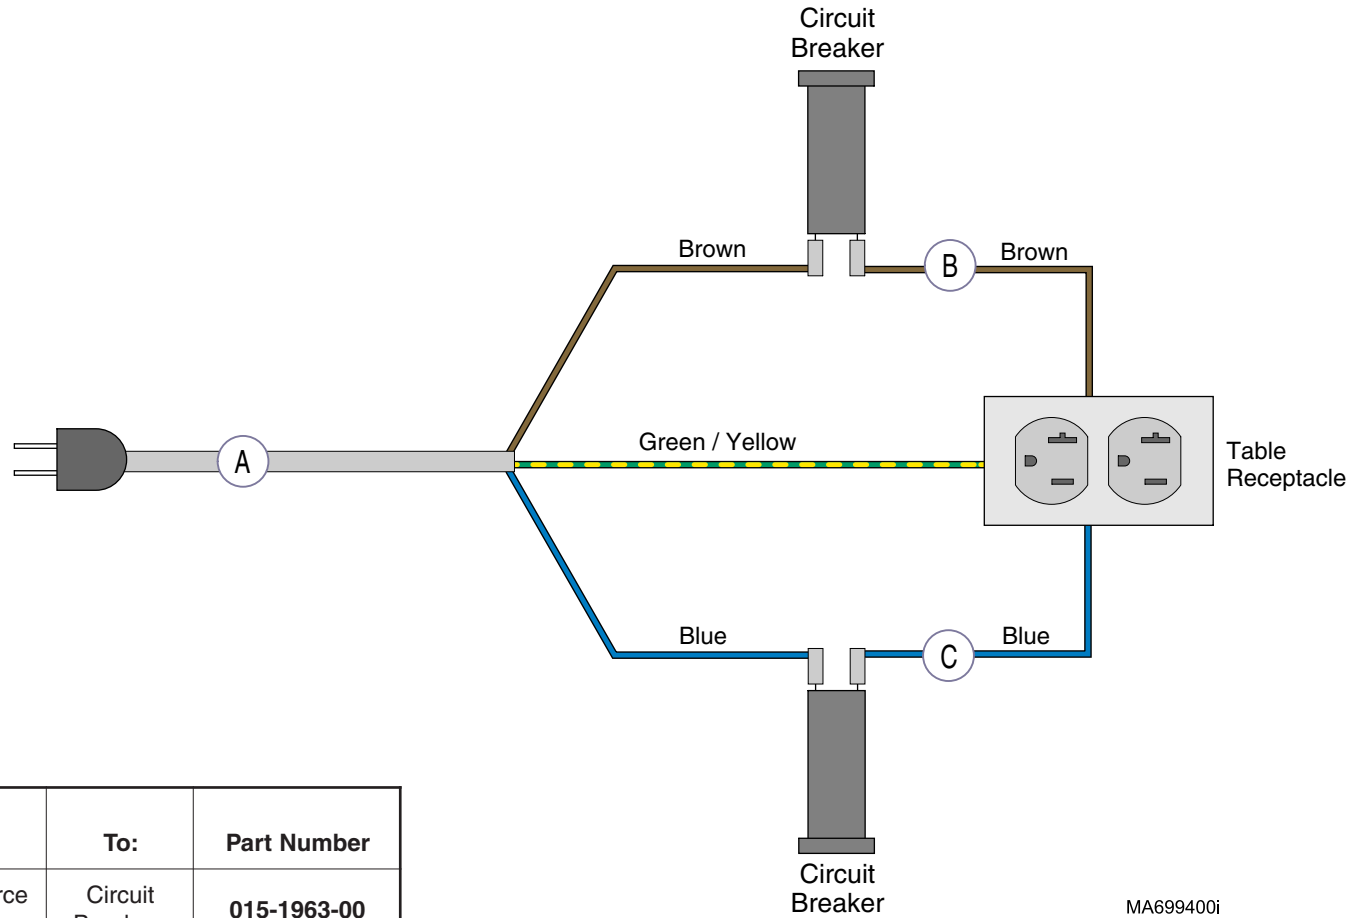 Circuit
Breaker
Brown
B
Brown
A
Green / Yellow
Table
Receptacle
Blue
C
Blue
To:
Part Number
Circuit
015-1963-00
Circuit
Breaker
MA699400i